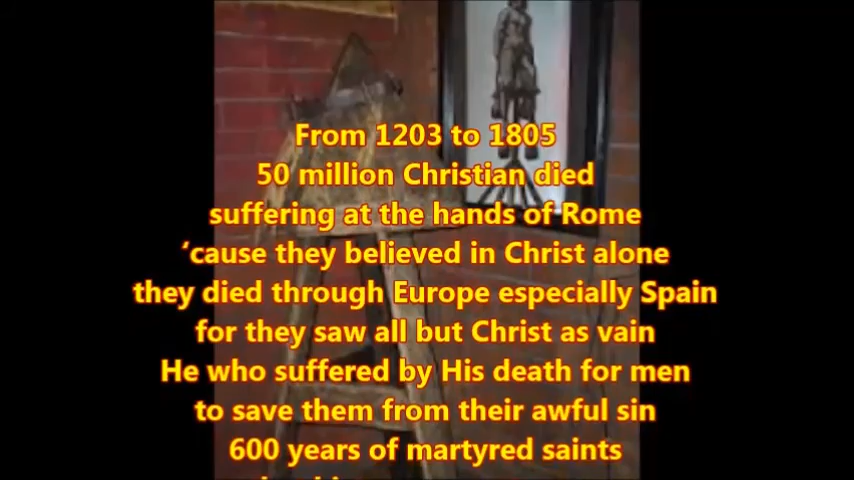 From 1203 to 1805
50 million Christian died
suffering at the hands of Rome
‘cause they believed in Christ alone
they died through Europe especially Spain
for they saw all but Christ as vain
He who suffered by His death for men
to save them from their awful sin
600 years of martyred saints